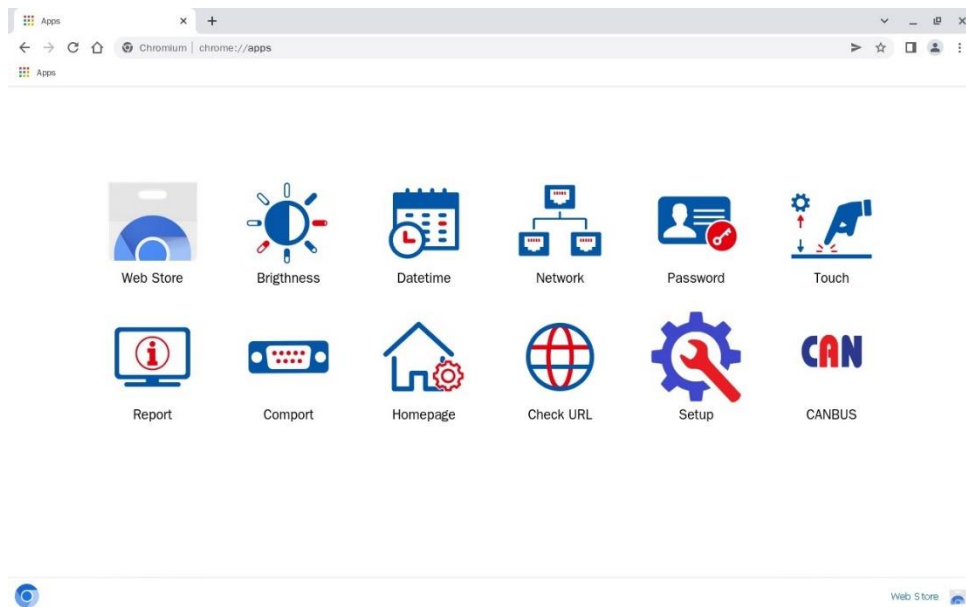 Apps
Chromium | chrome://apps
Apps
Web Store Brigthness Datetime Network Password Touch
CAN
Report Comport Homepage Check URL Setup CANBUS
Web Store